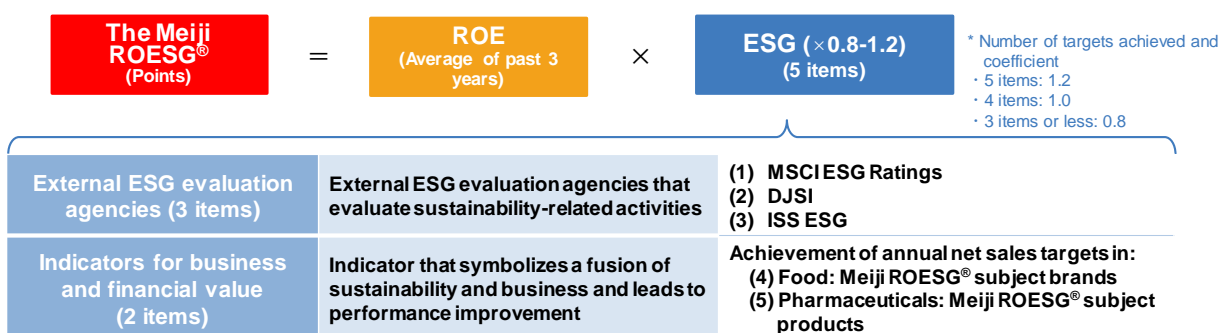 The Meiji
ROESG®
(Points)
=
ROE
(Average of past 3
years)
×
ESG (×0.8-1.2)
(5 items)
* Number of targets achieved and
coefficient
・5 items: 1.2
・4 items: 1.0
・3 items or less: 0.8
External ESG evaluation
agencies (3 items)
External ESG evaluation agencies that
evaluate sustainability-related activities
(1) MSCI ESG Ratings
(2) DJSI
(3) ISS ESG
Indicators for business
and financial value
(2 items)
Indicator that symbolizes a fusion of
sustainability and business and leads to
performance improvement
Achievement of annual net sales targets in:
(4) Food: Meiji ROESG® subject brands
(5) Pharmaceuticals: Meiji ROESG® subject
products